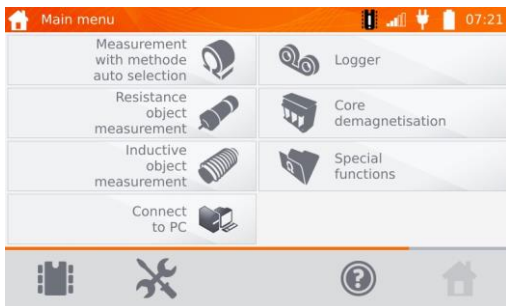 Main menu
07:21
Measurement
with methode
auto selection
Logger
Resistance
object
measurement
Core
demagnetisation
Inductive
object
measurement
Special
functions
Connect
to PC